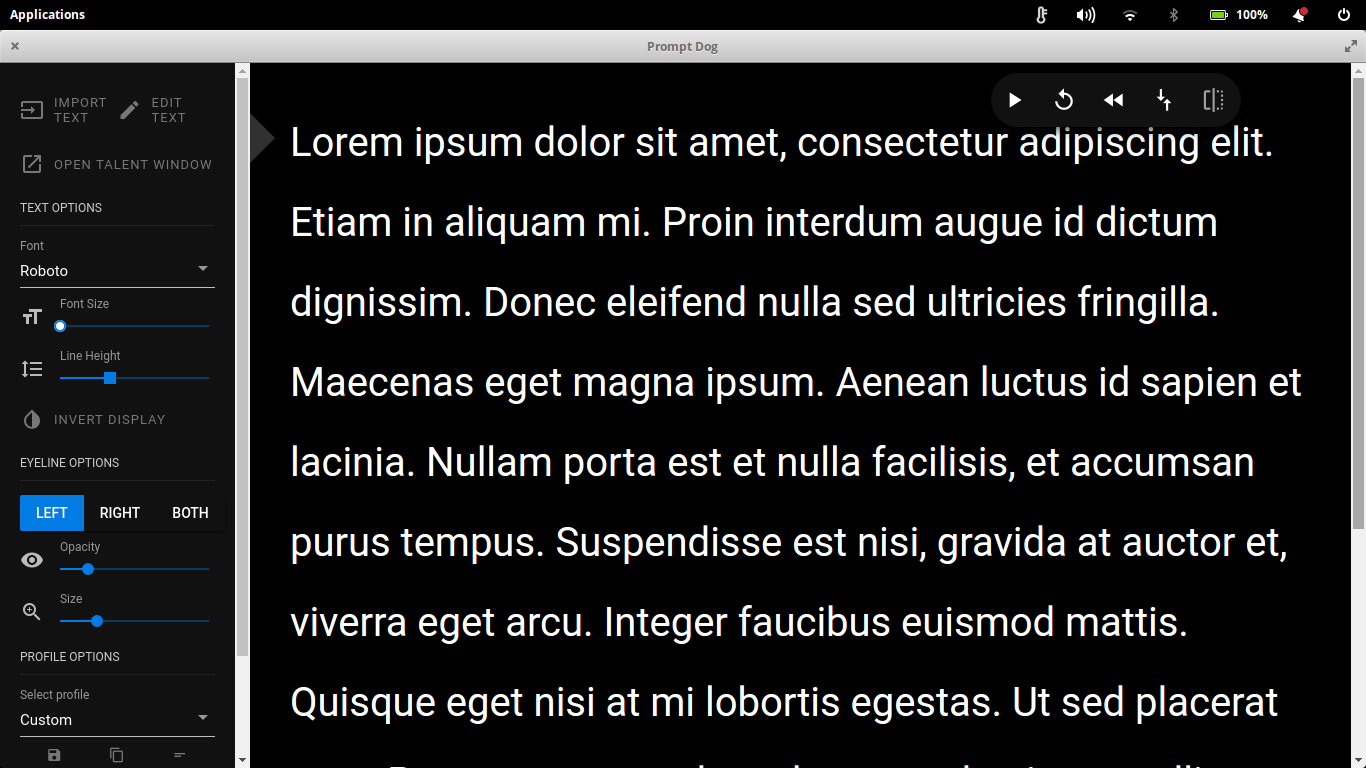 Applications
100%
Prompt Dog
IMPORT TEXT
EDIT TEXT
OPEN TALENT WINDOW
TEXT OPTIONS
Font
Roboto
Font Size
Line Height
INVERT DISPLAY
EYELINE OPTIONS
LEFT RIGHT BOTH
Opacity
Size
PROFILE OPTIONS
Select profile
Custom
Lorem ipsum dolor sit amet, consectetur adipiscing elit.
Etiam in aliquam mi. Proin interdum augue id dictum
dignissim. Donec eleifend nulla sed ultricies fringilla.
Maecenas eget magna ipsum. Aenean luctus id sapien et
lacinia. Nullam porta est et nulla facilisis, et accumsan
purus tempus. Suspendisse est nisi, gravida at auctor et,
viverra eget arcu. Integer faucibus euismod mattis.
Quisque eget nisi at mi lobortis egestas. Ut sed placerat